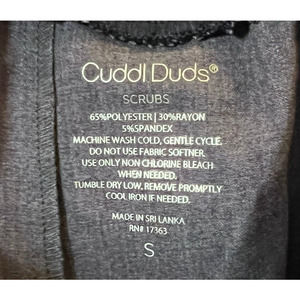 Cuddl Duds®
SCRUBS
65%POLYESTER | 30%RAYON
5%SPANDEX
MACHINE WASH COLD, GENTLE CYCLE.
DO NOT USE FABRIC SOFTNER.
USE ONLY NON CHLORINE BLEACH
WHEN NEEDED.
TUMBLE DRY LOW. REMOVE PROMPTLY
COOL IRON IF NEEDED.
MADE IN SRI LANKA
RN# 17363
S